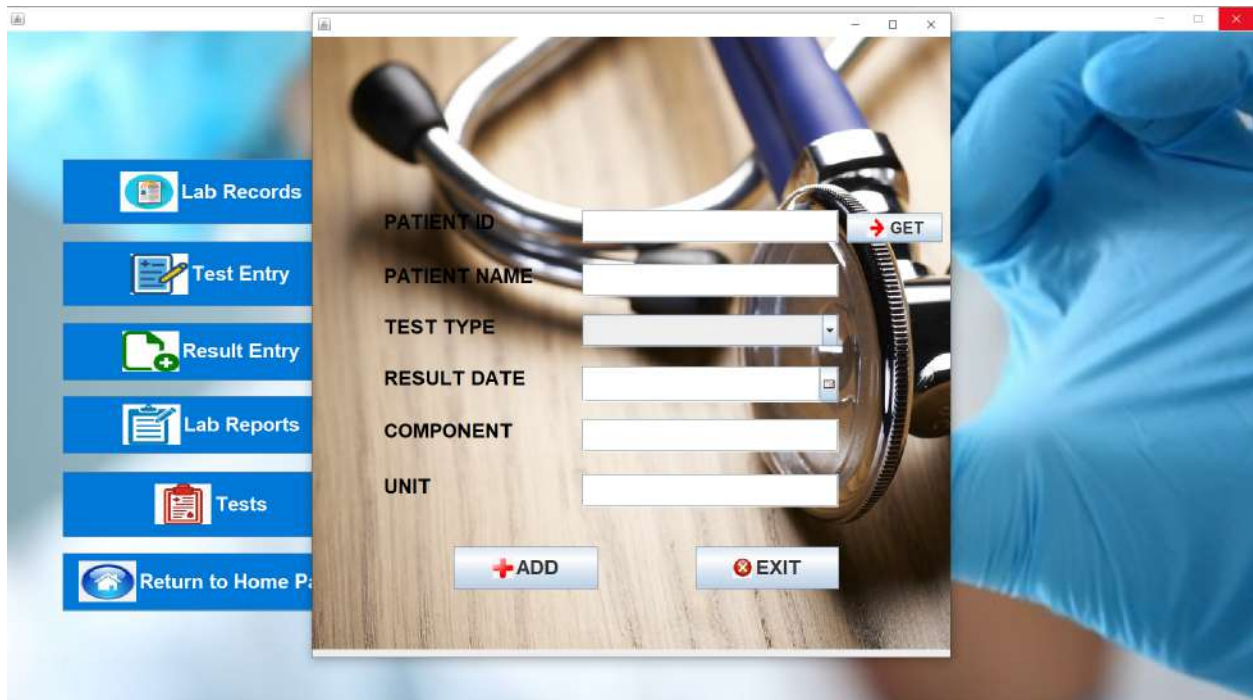 Lab Records
Test Entry
Result Entry
Lab Reports
Tests
Return to Home Pa
PATIENT ID
GET
PATIENT NAME
TEST TYPE
RESULT DATE
COMPONENT
UNIT
ADD
EXIT